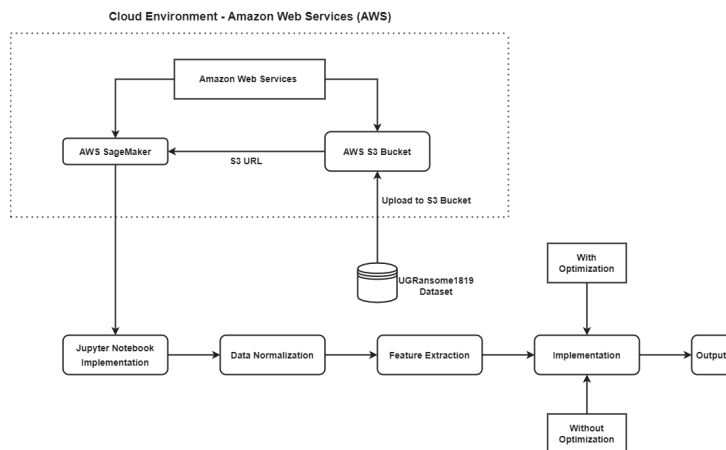 Cloud Environment - Amazon Web Services (AWS)
Amazon Web Services
AWS SageMaker
S3 URL
AWS S3 Bucket
Upload to S3 Bucket
UGRansome1819
Dataset
With
Optimization
Jupyter Notebook
Implementation
Data Normalization
Feature Extraction
Implementation
Output
Without
Optimization